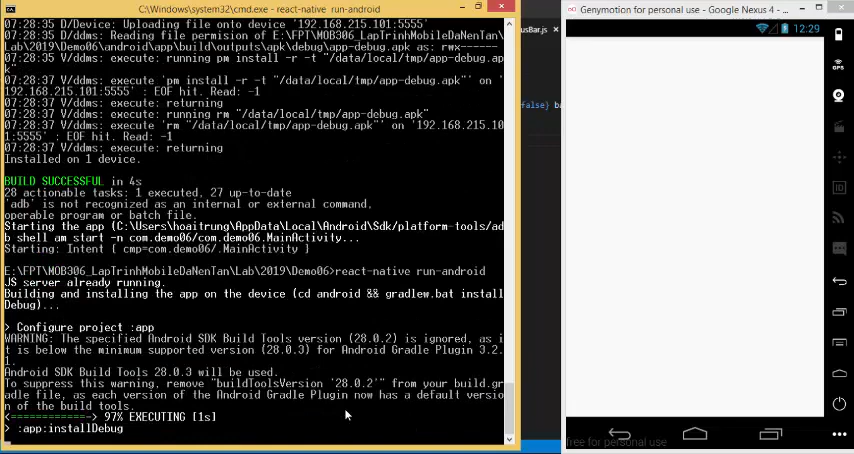 C:\Windows\system32\cmd.exe - react-native run-android
07:28:35 D/Device: Uploading file onto device '192.168.215.101:5555'
07:28:35 D/ddms: Reading file permision of E:\FPT\MOB306_LapTrinhMobileDaNenTan\
Lab\2019\Demo06\android\app\build\outputs\apk\debug\app-debug.apk as: rwx------
07:28:35 V/ddms: execute: running pm install -r -t "/data/local/tmp/app-debug.ap
k"
07:28:37 V/ddms: execute 'pm install -r -t "/data/local/tmp/app-debug.apk"' on '
192.168.215.101:5555' : EOF hit. Read: -1
07:28:37 V/ddms: execute: returning
07:28:37 V/ddms: execute: running rm "/data/local/tmp/app-debug.apk"
07:28:37 V/ddms: execute 'rm "/data/local/tmp/app-debug.apk"' on '192.168.215.10
1:5555' : EOF hit. Read: -1
07:28:37 V/ddms: execute: returning
Installed on 1 device.
BUILD SUCCESSFUL in 4s
28 actionable tasks: 1 executed, 27 up-to-date
'adb' is not recognized as an internal or external command,
operable program or batch file.
Starting the app (C:\Users\hoaitrung\AppData\Local\Android\Sdk/platform-tools/ad
b shell am start -n com.demo06/com.demo06.MainActivity...
Starting: Intent { cmp=com.demo06/.MainActivity }
E:\FPT\MOB306_LapTrinhMobileDaNenTan\Lab\2019\Demo06>react-native run-android
JS server already running.
Building and installing the app on the device (cd android && gradlew.bat install
Debug)...
> Configure project :app
WARNING: The specified Android SDK Build Tools version (28.0.2) is ignored, as i
t is below the minimum supported version (28.0.3) for Android Gradle Plugin 3.2.
1.
Android SDK Build Tools 28.0.3 will be used.
To suppress this warning, remove "buildToolsVersion '28.0.2'" from your build.gr
adle file, as each version of the Android Gradle Plugin now has a default versio
n of the build tools.
<============-> 97% EXECUTING [1s]
> :app:installDebug
usBar.js
false} ba
Genymotion for personal use - Google Nexus 4 - ...
12:29
GPS
ID
free for personal use